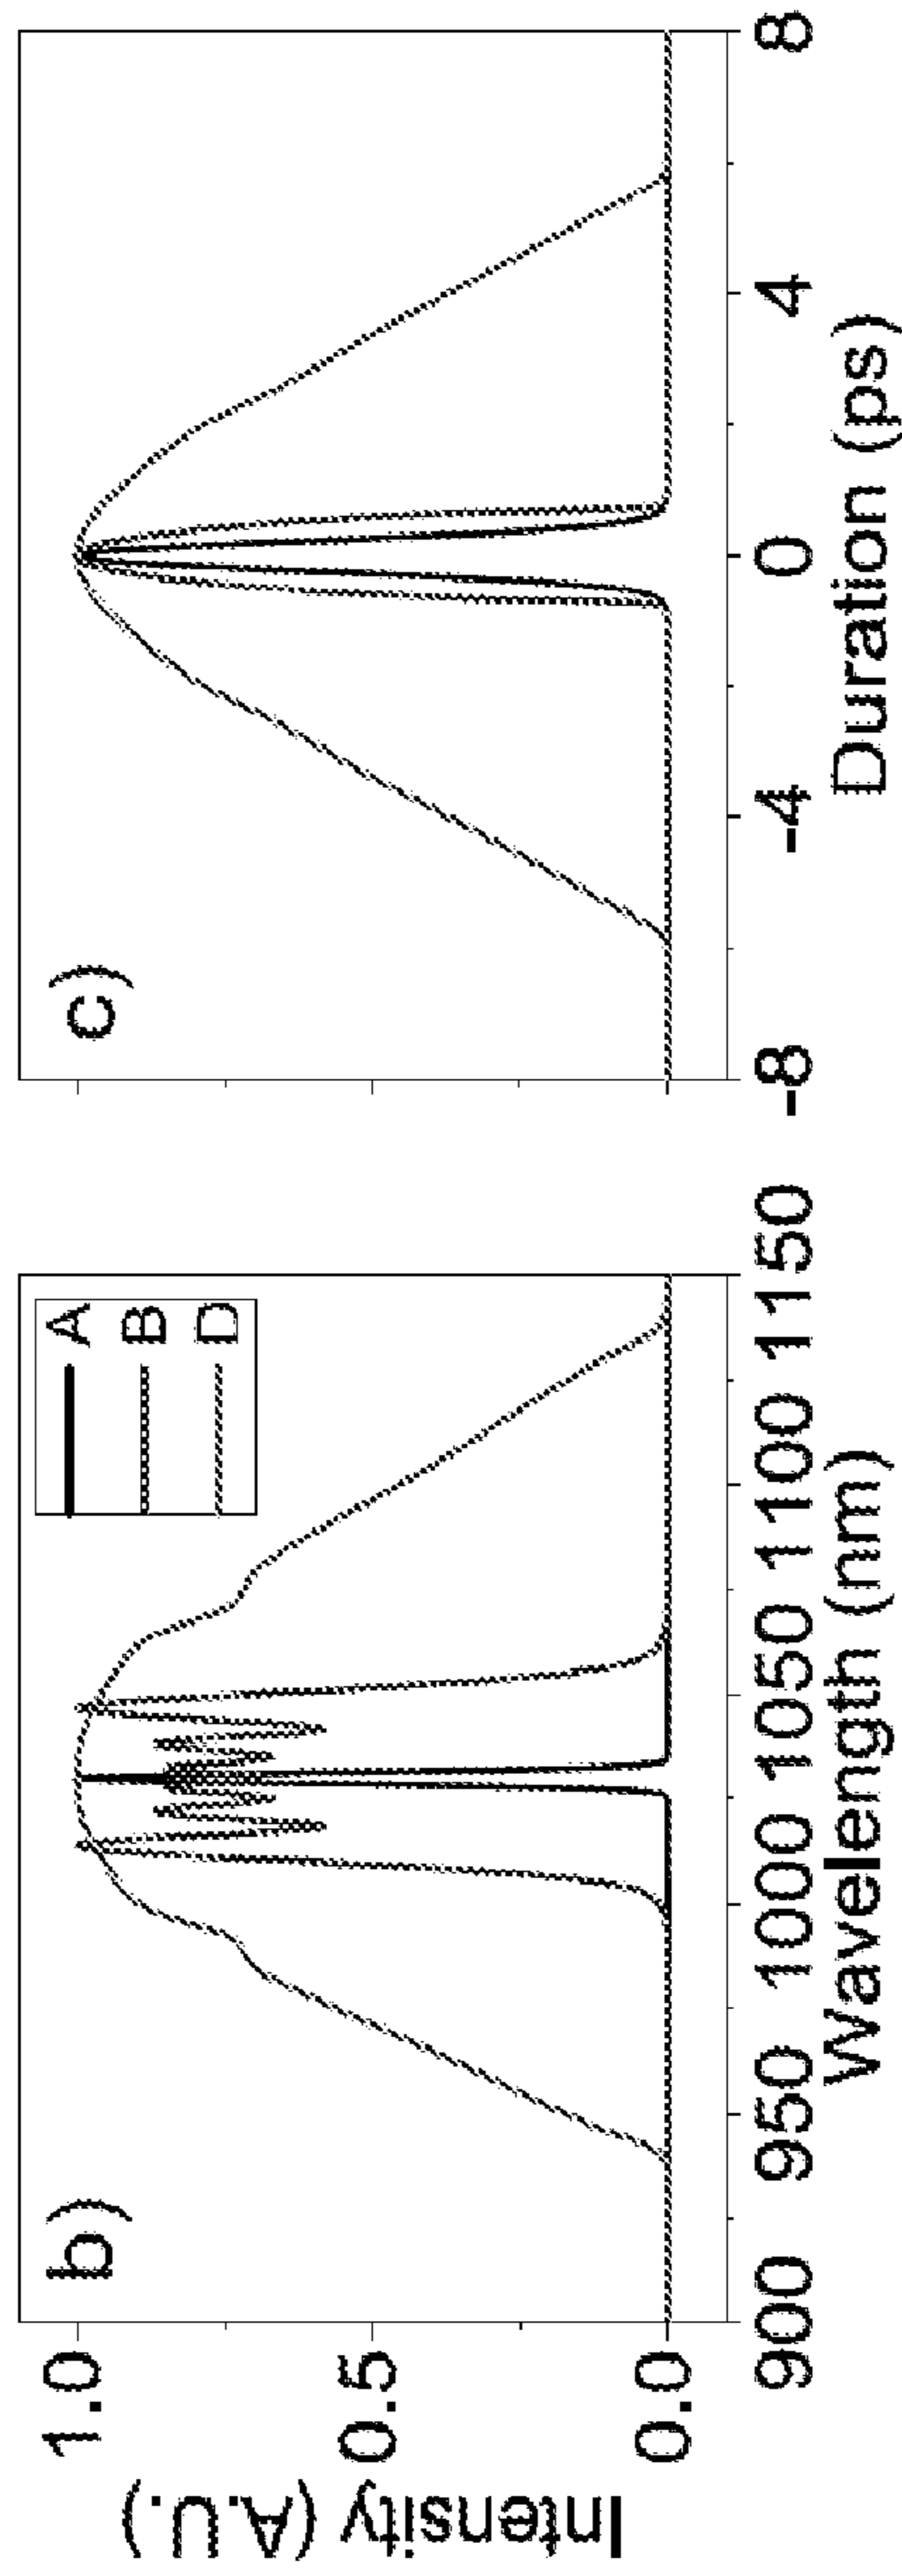 b)
A
B
D
Intensity (A.U.)
1.0
0.5
0.0
900 950 1000 1050 1100 1150
Wavelength (nm)
c)
-8 -4 0 4 8
Duration (ps)